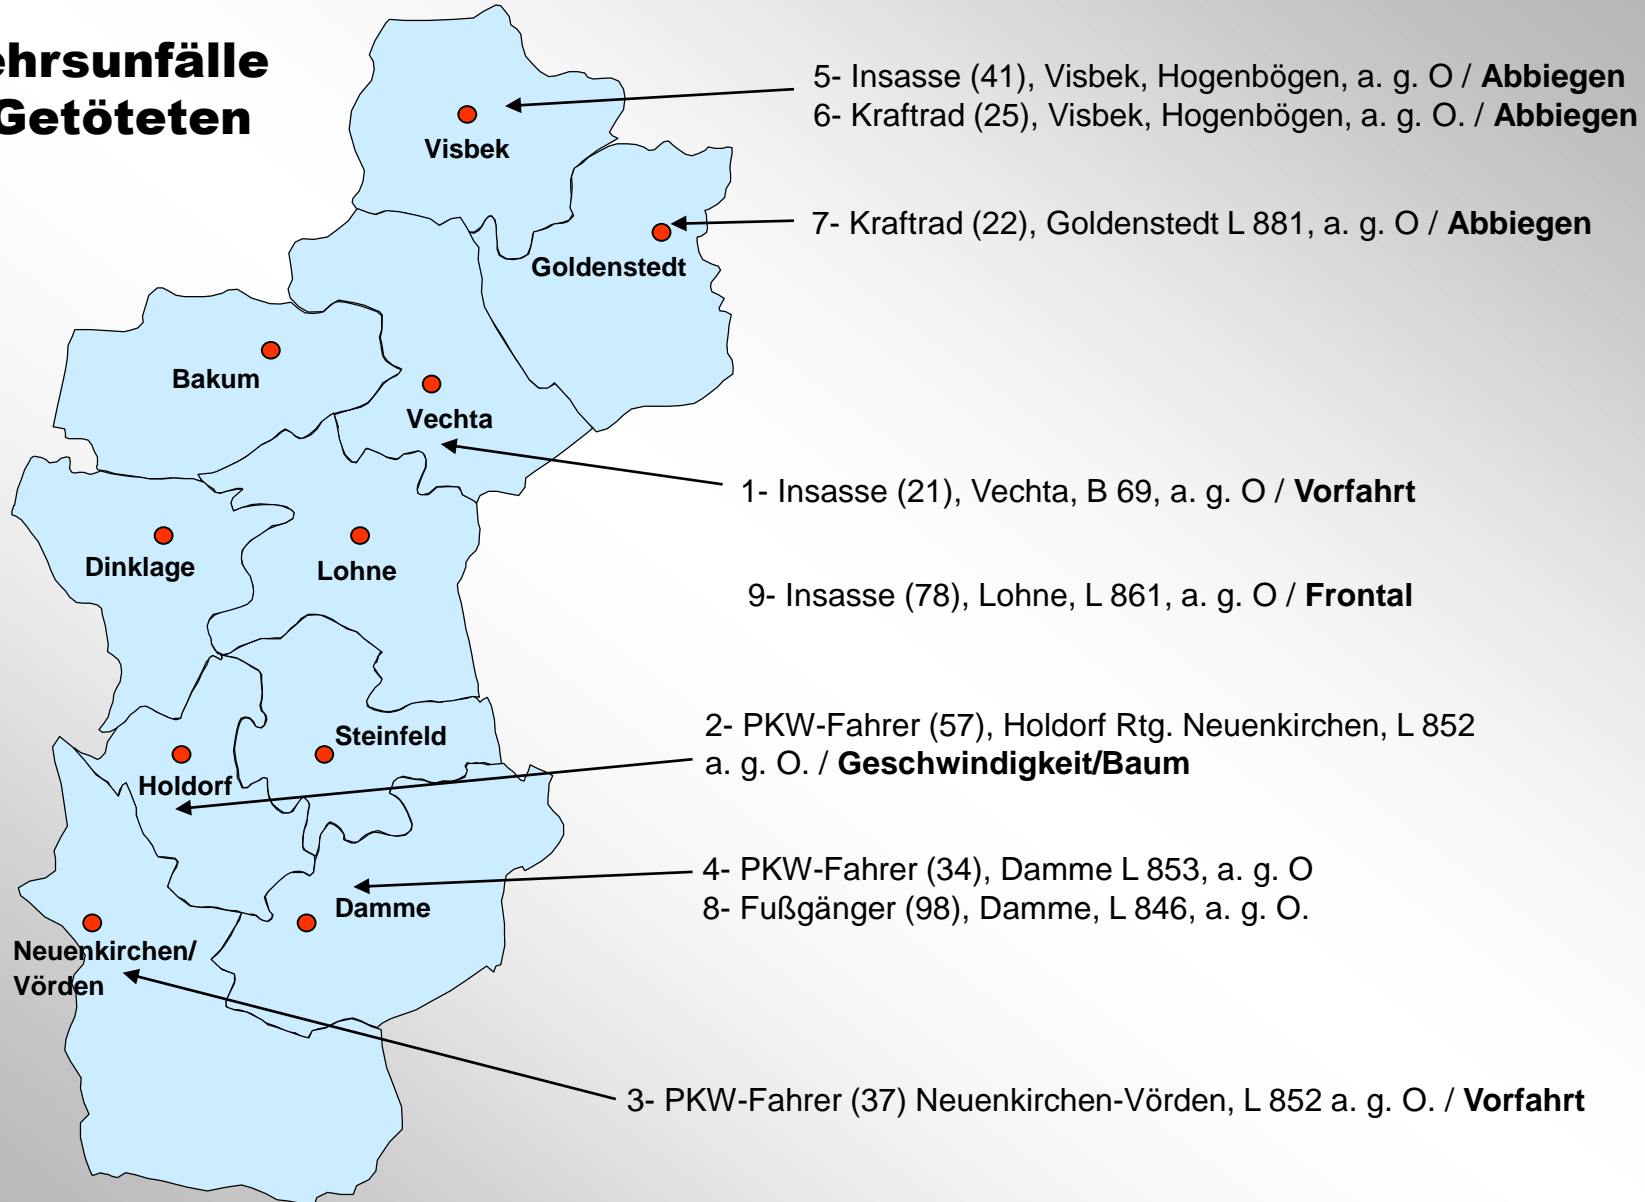 ehrsunfälle
Getöteten
5- Insasse (41), Visbek, Hogenbögen, a. g. O / Abbiegen
6- Kraftrad (25), Visbek, Hogenbögen, a. g. O. / Abbiegen
Visbek
7- Kraftrad (22), Goldenstedt L 881, a. g. O / Abbiegen
Goldenstedt
Bakum
Vechta
1- Insasse (21), Vechta, B 69, a. g. O / Vorfahrt
Dinklage
Lohne
9- Insasse (78), Lohne, L 861, a. g. O / Frontal
Steinfeld
2- PKW-Fahrer (57), Holdorf Rtg. Neuenkirchen, L 852
a. g. O. / Geschwindigkeit/Baum
Holdorf
4- PKW-Fahrer (34), Damme L 853, a. g. O
8- Fußgänger (98), Damme, L 846, a. g. O.
Damme
Neuenkirchen/
Vörden
3- PKW-Fahrer (37) Neuenkirchen-Vörden, L 852 a. g. O. / Vorfahrt